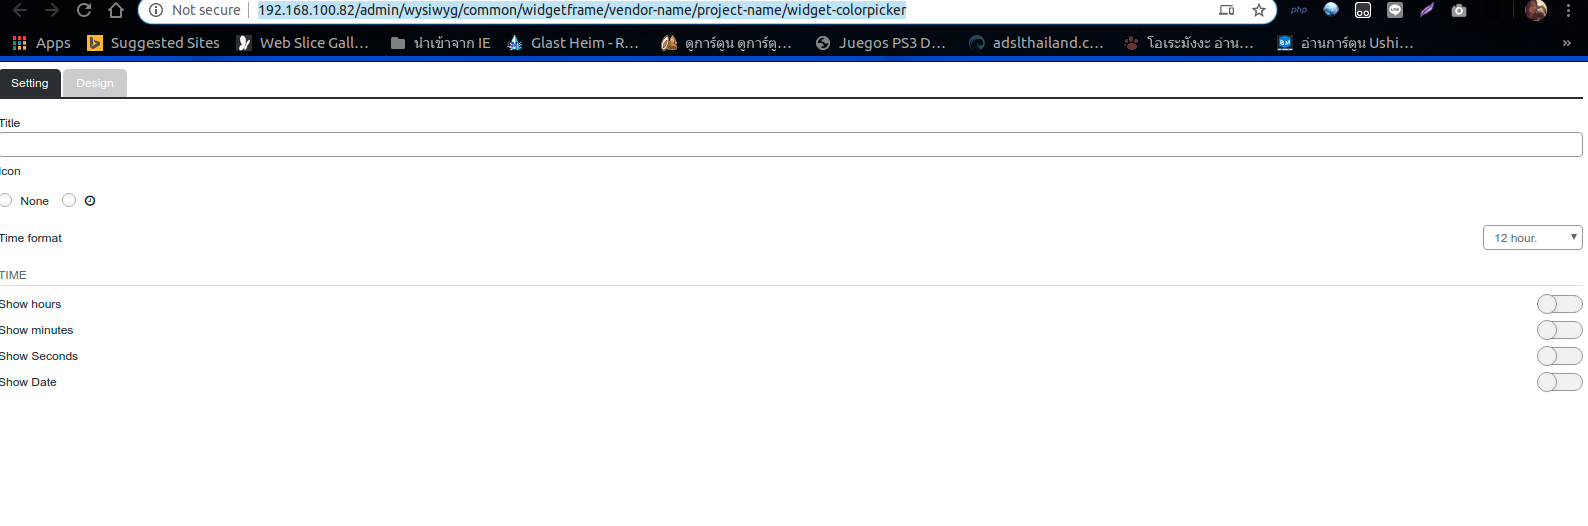 Not secure 192.168.100.82/admin/wysiwyg/common/widgetframe/vendor-name/project-name/widget-colorpicker php LINE
Apps Suggested Sites Web Slice Gall... นำเข้าจาก IE Glast Heim - R... ดูการ์ตูน ดูการ์ตู... Juegos PS3 D... adslthailand.c... โอเระมังงะ อ่าน... BM อ่านการ์ตูน Ushi... »
Setting Design
Title
Icon
None
Time format 12 hour.
TIME
Show hours
Show minutes
Show Seconds
Show Date